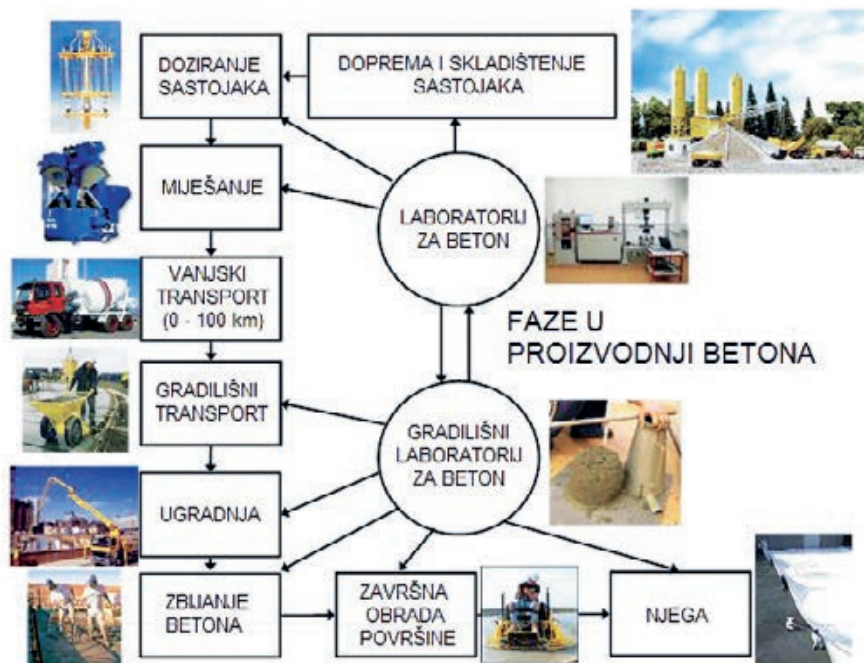 DOZIRANJE
SASTOJAKA
DOPREMA I SKLADIŠTENJE
SASTOJAKA
MIJEŠANJE
LABORATORIJ
ZA BETON
VANJSKI
TRANSPORT
(0 - 100 km)
FAZE U
PROIZVODNJI BETONA
GRADILIŠNI
TRANSPORT
GRADILIŠNI
LABORATORIJ
ZA BETON
UGRADNJA
ZBIJANJE
BETONA
ZAVRŠNA
OBRADA
POVRŠINE
NJEGA